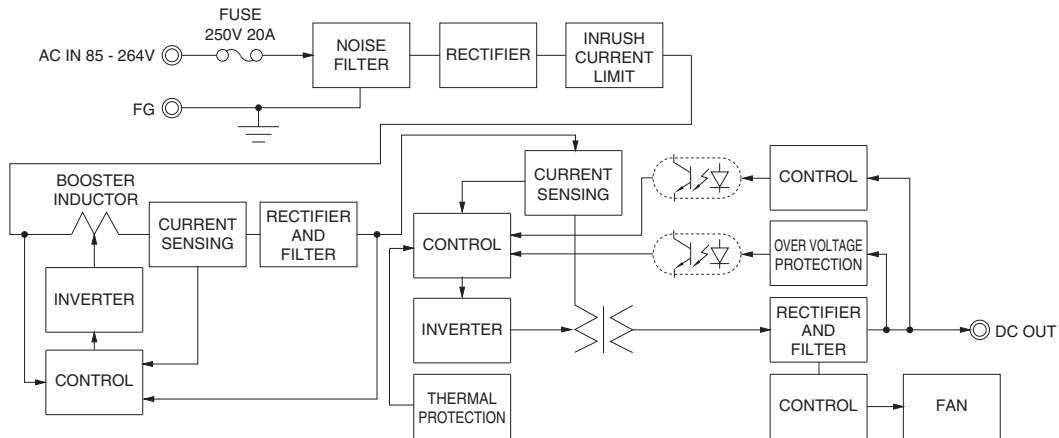 FUSE
250V 20A
AC IN 85 - 264V
NOISE
FILTER
RECTIFIER
INRUSH
CURRENT
LIMIT
FG
BOOSTER
INDUCTOR
CURRENT
SENSING
RECTIFIER
AND
FILTER
INVERTER
CONTROL
CURRENT
SENSING
CONTROL
INVERTER
THERMAL
PROTECTION
CONTROL
OVER VOLTAGE
PROTECTION
RECTIFIER
AND
FILTER
DC OUT
CONTROL
FAN